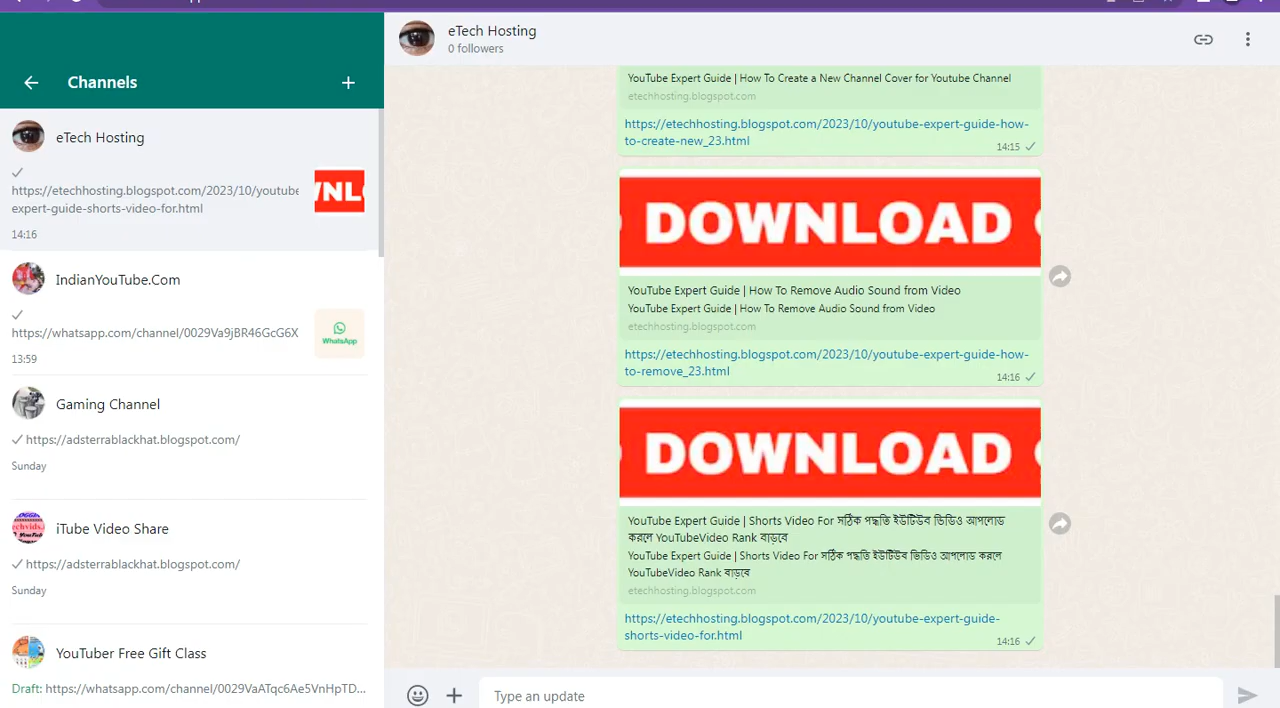 Channels
eTech Hosting
https://etechhosting.blogspot.com/2023/10/youtube
expert-guide-shorts-video-for.html
14:16
IndianYouTube.Com
https://whatsapp.com/channel/0029Va9jBR46GcG6X
WhatsApp
13:59
Gaming Channel
https://adsterrablackhat.blogspot.com/
Sunday
iTube Video Share
https://adsterrablackhat.blogspot.com/
Sunday
YouTuber Free Gift Class
Draft: https://whatsapp.com/channel/0029VaATqc6Ae5VnHpTD...
eTech Hosting
0 followers
YouTube Expert Guide | How To Create a New Channel Cover for Youtube Channel
etechhosting.blogspot.com
https://etechhosting.blogspot.com/2023/10/youtube-expert-guide-how-
to-create-new_23.html
14:15
DOWNLOAD
YouTube Expert Guide | How To Remove Audio Sound from Video
YouTube Expert Guide | How To Remove Audio Sound from Video
etechhosting.blogspot.com
https://etechhosting.blogspot.com/2023/10/youtube-expert-guide-how-
to-remove_23.html
14:16
DOWNLOAD
YouTube Expert Guide | Shorts Video For সঠিক পদ্ধতি ইউটিউব ভিডিও আপলোড
করলে YouTubeVideo Rank বাড়বে
YouTube Expert Guide | Shorts Video For সঠিক পদ্ধতি ইউটিউব ভিডিও আপলোড করলে
YouTubeVideo Rank বাড়বে
etechhosting.blogspot.com
https://etechhosting.blogspot.com/2023/10/youtube-expert-guide-
shorts-video-for.html
14:16
Type an update